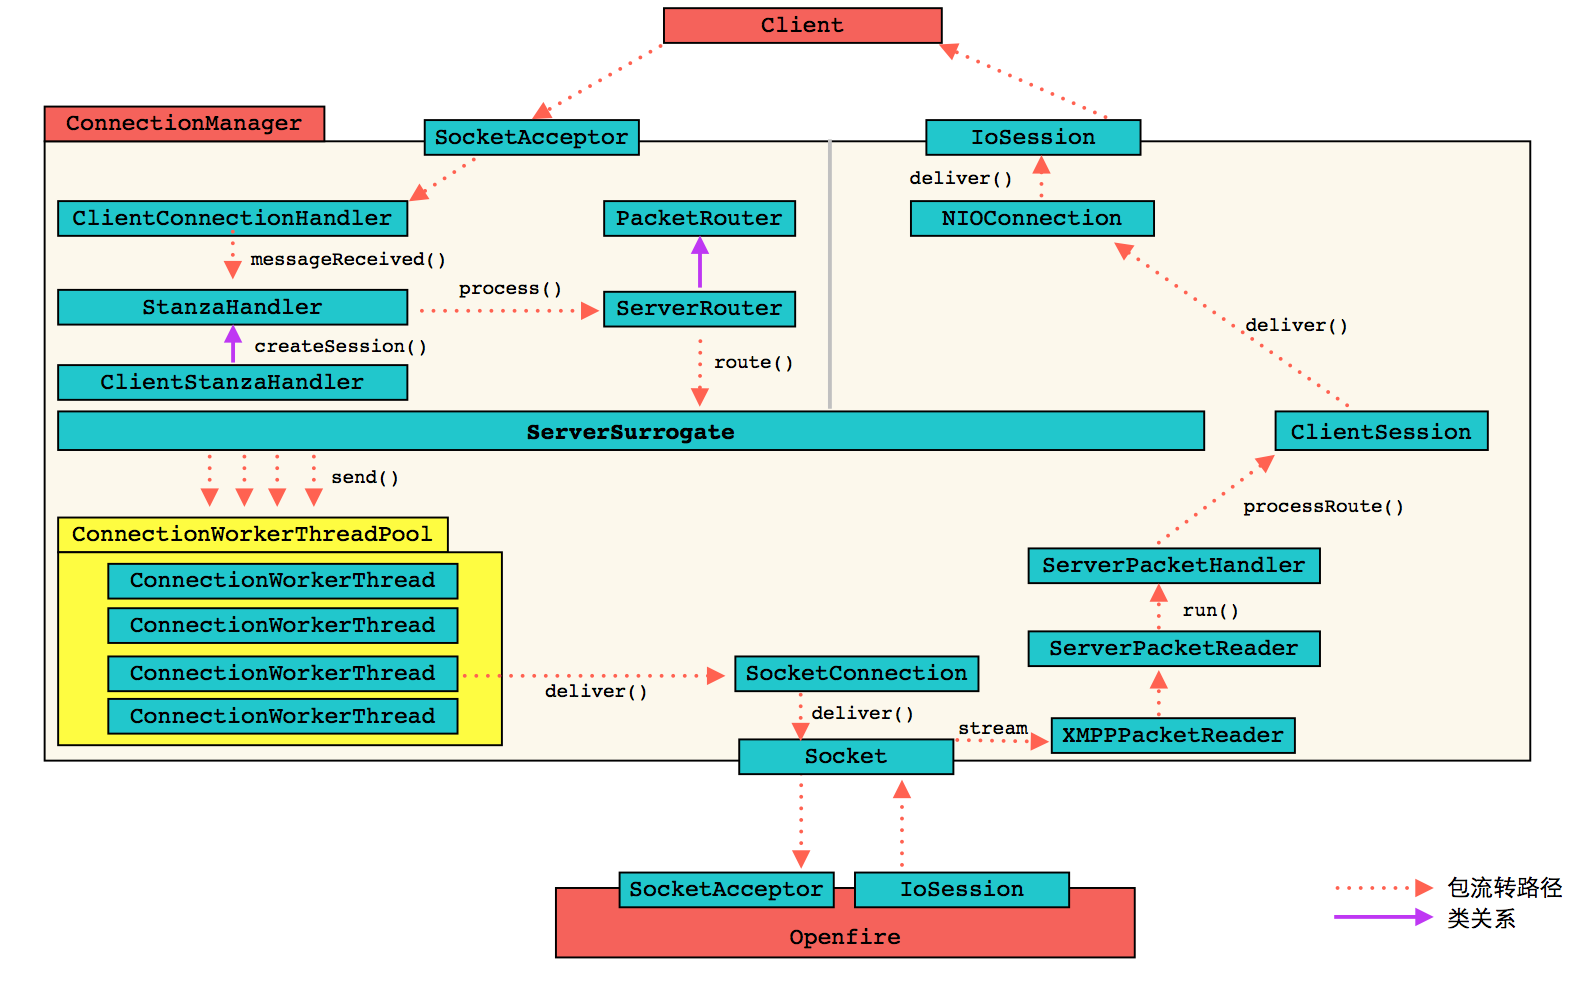 Client
ConnectionManager
SocketAcceptor
IoSession
deliver()
ClientConnectionHandler
PacketRouter
NIOConnection
messageReceived()
process()
StanzaHandler
ServerRouter
deliver()
createSession()
route()
ClientStanzaHandler
ServerSurrogate
ClientSession
send()
processRoute()
ConnectionWorkerThreadPool
ServerPacketHandler
ConnectionWorkerThread
run()
ConnectionWorkerThread
ServerPacketReader
ConnectionWorkerThread
SocketConnection
deliver()
ConnectionWorkerThread
deliver()
stream
XMPPPacketReader
Socket
SocketAcceptor
IoSession
Openfire
包流转路径
类关系